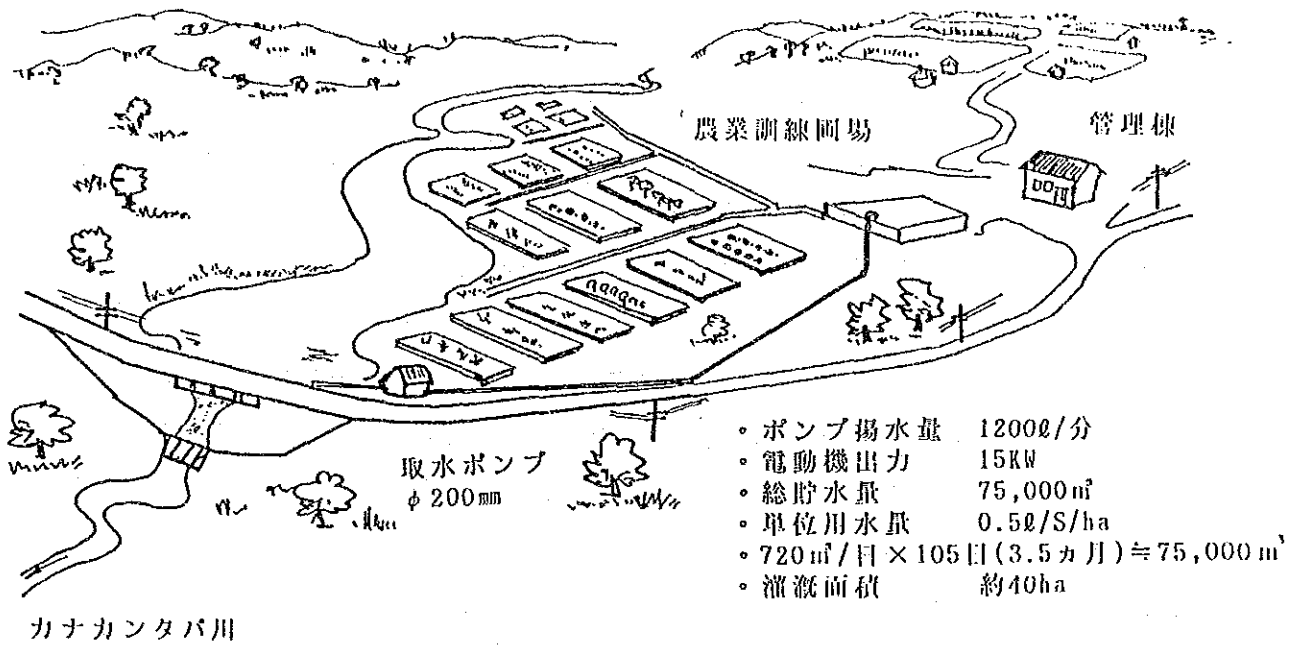 農業訓練圃場
管理棟
取水ポンプ
φ200㎜
。ポンプ揚水量 1200ℓ/分
。電動機出力 15KW
。総貯水量 75,000㎥
。単位用水量 0.5ℓ/S/ha
。720㎥/日×105日(3.5ヵ月)≒75,000㎥
。灌漑面積 約40ha
カナカンタバ川